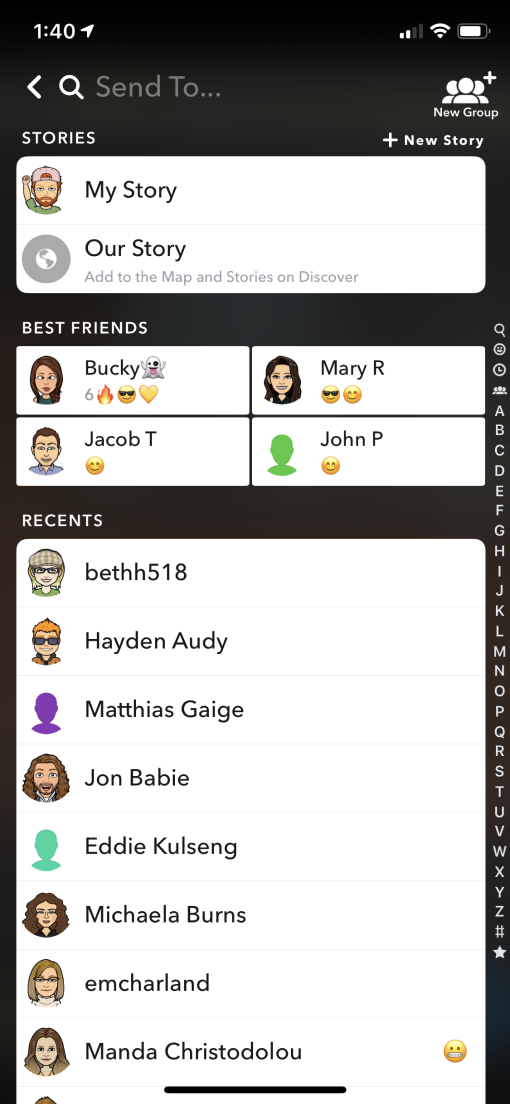 1:40
Send To...
New Group
STORIES
+ New Story
My Story
Our Story
Add to the Map and Stories on Discover
BEST FRIENDS
Bucky👻
6🔥😎💛
Mary R
😎😊
Jacob T
😊
John P
😊
RECENTS
bethh518
Hayden Audy
Matthias Gaige
Jon Babie
Eddie Kulseng
Michaela Burns
emcharland
Manda Christodolou 😬
A
B
C
D
E
F
G
H
I
J
K
L
M
N
O
P
Q
R
S
T
U
V
W
X
Y
Z
#